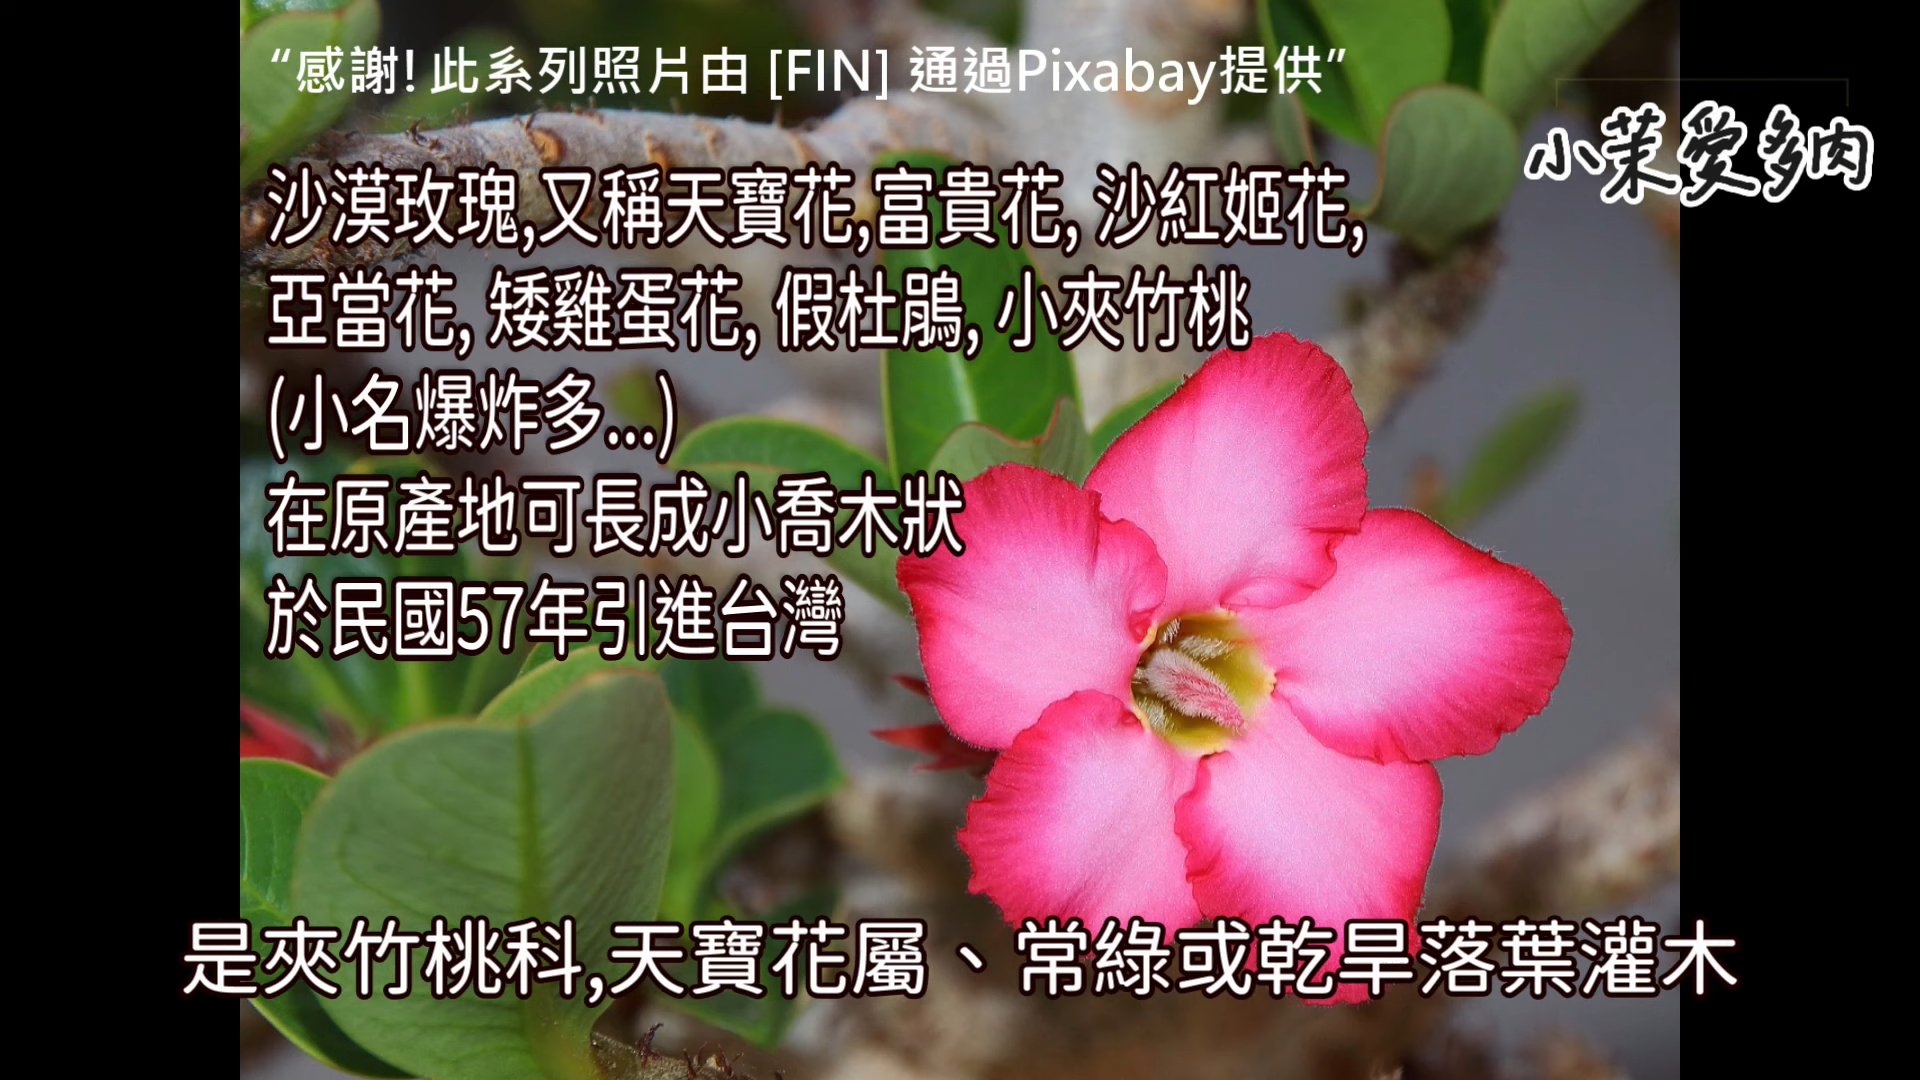 “感謝! 此系列照片由 [FIN] 通過Pixabay提供”
小茉愛多肉
沙漠玫瑰,又稱天寶花,富貴花, 沙紅姬花,
亞當花, 矮雞蛋花, 假杜鵑, 小夾竹桃
(小名爆炸多...)
在原產地可長成小喬木狀
於民國57年引進台灣
是夾竹桃科,天寶花屬、常綠或乾旱落葉灌木